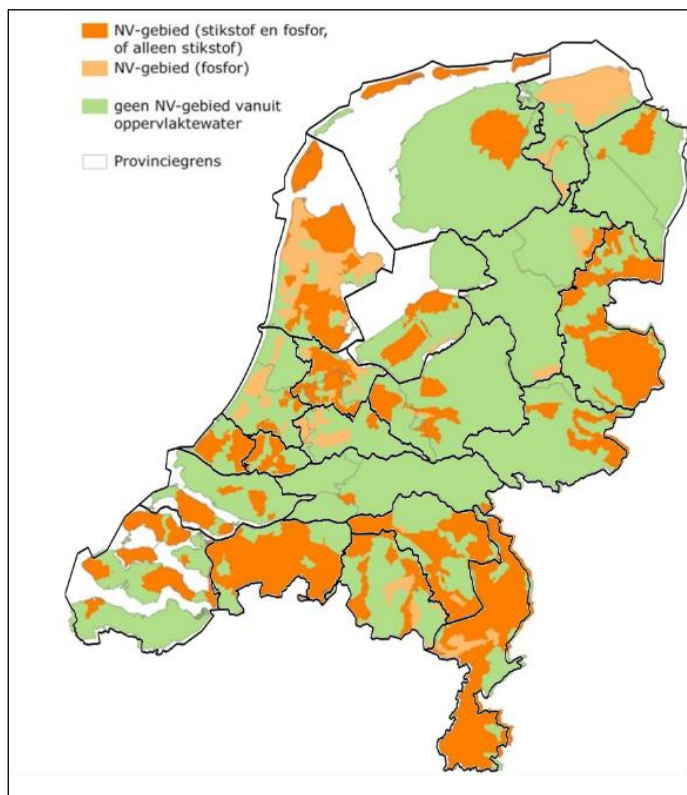 NV-gebied (stikstof en fosfor,
of alleen stikstof)
NV-gebied (fosfor)
geen NV-gebied vanuit
oppervlaktewater
Provinciegrens